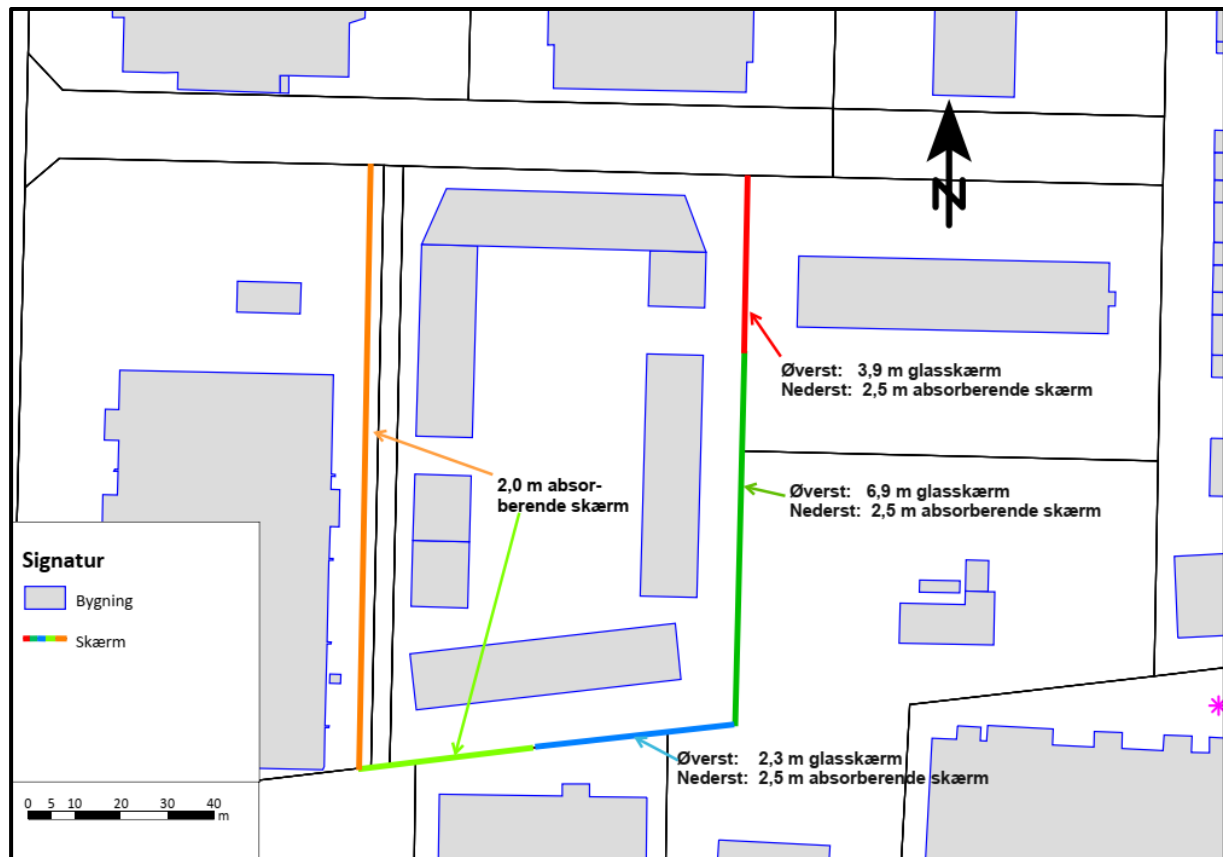 N
Øverst: 3,9 m glasskærm
Nederst: 2,5 m absorberende skærm
2,0 m absor-
berende skærm
Øverst: 6,9 m glasskærm
Nederst: 2,5 m absorberende skærm
Signatur
Bygning
Skærm
Øverst: 2,3 m glasskærm
Nederst: 2,5 m absorberende skærm
0 5 10 20 30 40
m